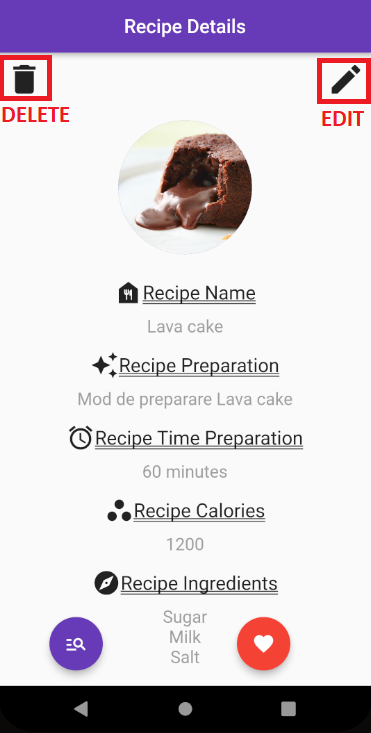 Recipe Details
DELETE
EDIT
Recipe Name
Lava cake
Recipe Preparation
Mod de preparare Lava cake
Recipe Time Preparation
60 minutes
Recipe Calories
1200
Recipe Ingredients
Sugar
Milk
Salt